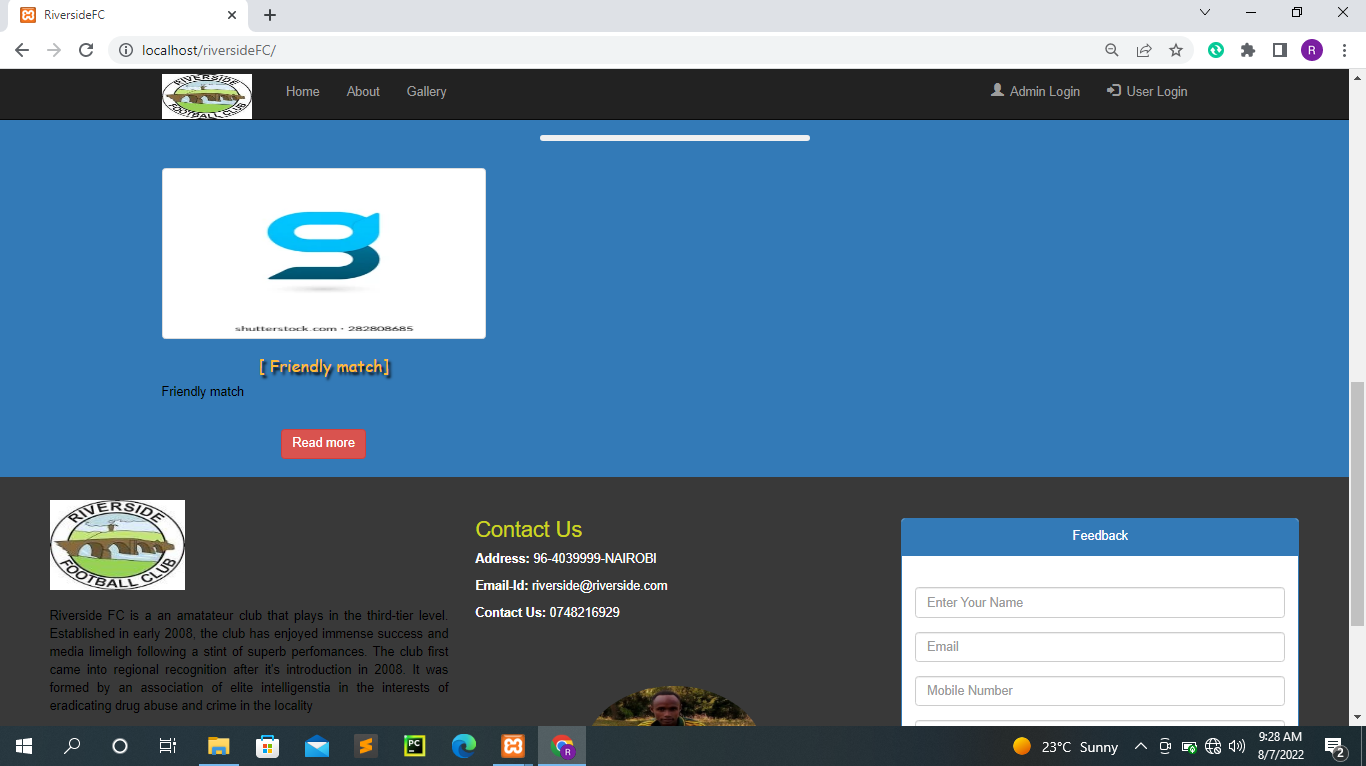 RiversideFC
localhost/riversideFC/
R
RIVERSIDE
FOOTBALL CLUB
Home
About
Gallery
Admin Login
User Login
g
shutterstock.com · 282808685
[ Friendly match]
Friendly match
Read more
RIVERSIDE
FOOTBALL CLUB
Riverside FC is a an amatateur club that plays in the third-tier level.
Established in early 2008, the club has enjoyed immense success and
media limeligh following a stint of superb perfomances. The club first
came into regional recognition after it's introduction in 2008. It was
formed by an association of elite intelligenstia in the interests of
eradicating drug abuse and crime in the locality
Contact Us
Address: 96-4039999-NAIROBI
Email-Id: riverside@riverside.com
Contact Us: 0748216929
Feedback
Enter Your Name
Email
Mobile Number
PC
R
23°C Sunny
9:28 AM
8/7/2022
2